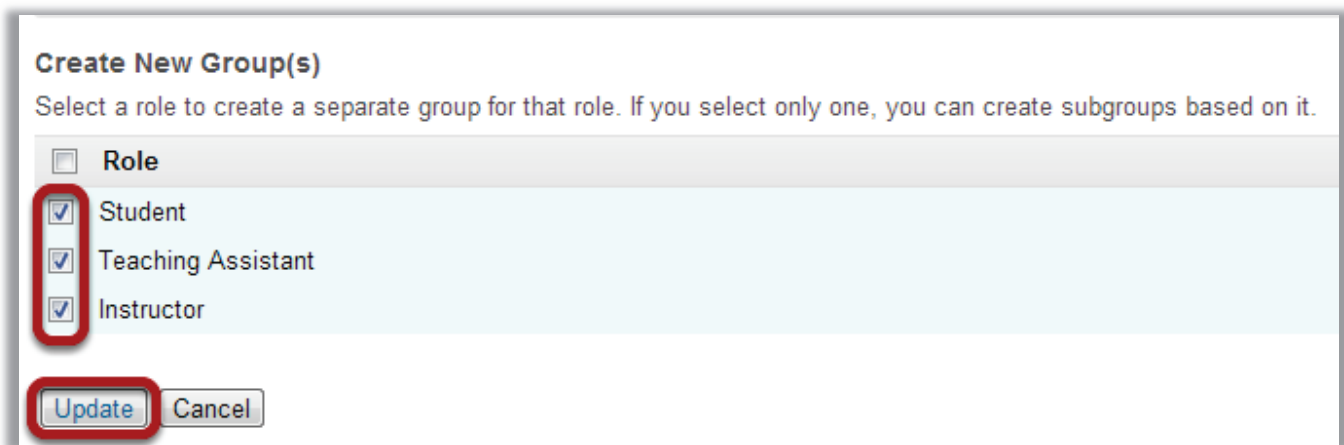 Create New Group(s)
Select a role to create a separate group for that role. If you select only one, you can create subgroups based on it.
Role
Student
Teaching Assistant
Instructor
Update Cancel